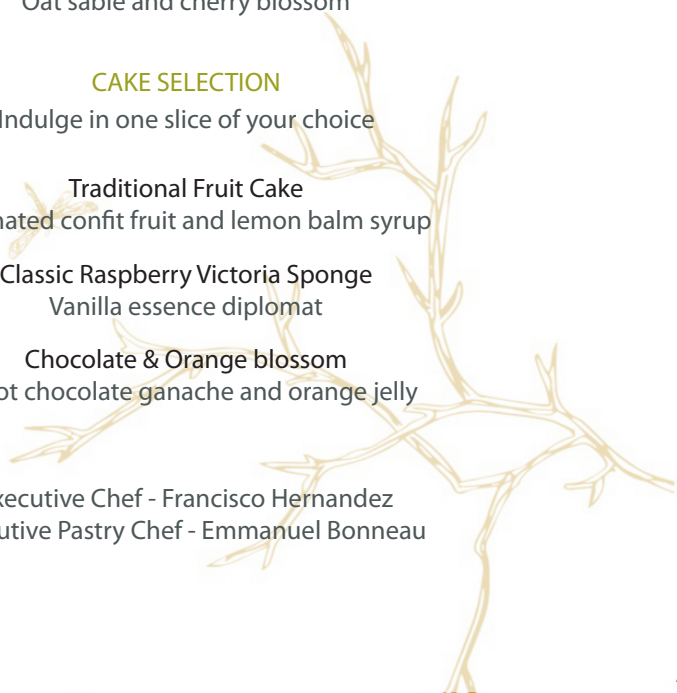 Oat sable and cherry blossom
CAKE SELECTION
Indulge in one slice of your choice
Traditional Fruit Cake
confit fruit and lemon balm syrup
Classic Raspberry Victoria Sponge
Vanilla essence diplomat
Chocolate & Orange blossom
chocolate ganache and orange jelly
Chef - Francisco Hernandez
Pastry Chef - Emmanuel Bonneau